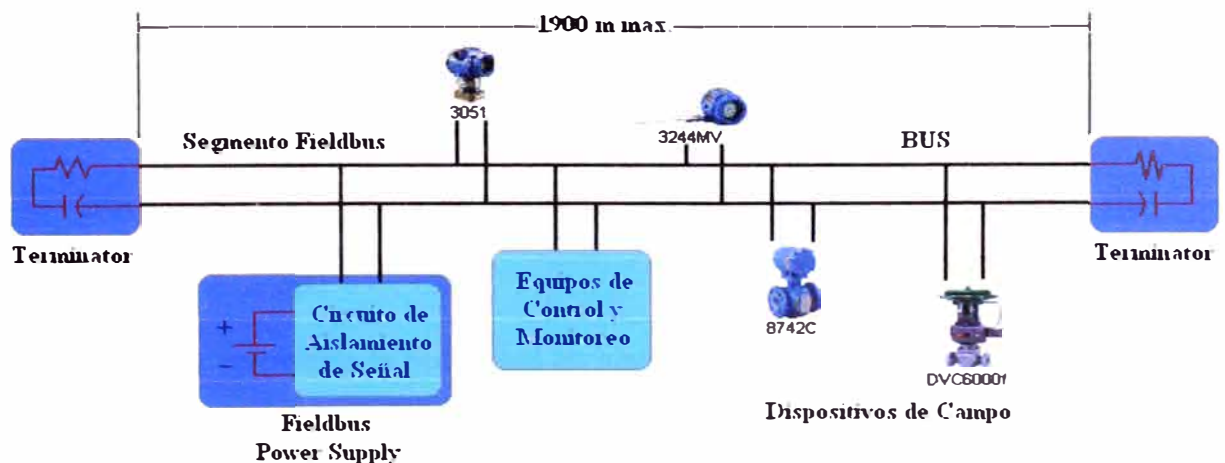 1900 m max.
3051
3244MV
Segmento Fieldbus
BUS
Terminator
Terminator
Circuito de
Aislamiento
de Señal
+
−
Equipos de
Control y
Monitoreo
8742C
DVC6000f
Fieldbus
Power Supply
Dispositivos de Campo